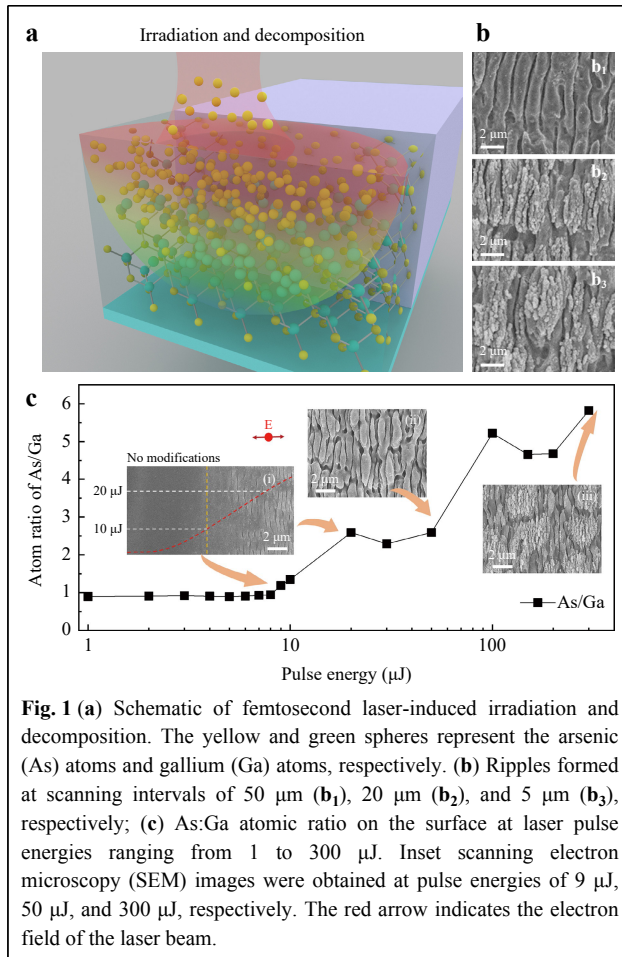 a
Irradiation and decomposition
b
b₁
2 μm
b₂
2 μm
b₃
2 μm
c
Atom ratio of As/Ga
6
5
4
3
2
1
0
E
No modifications
(i)
20 μJ
10 μJ
2 μm
(ii)
2 μm
(iii)
2 μm
As/Ga
1
10
100
Pulse energy (μJ)
Fig. 1 (a) Schematic of femtosecond laser-induced irradiation and
decomposition. The yellow and green spheres represent the arsenic
(As) atoms and gallium (Ga) atoms, respectively. (b) Ripples formed
at scanning intervals of 50 μm (b₁), 20 μm (b₂), and 5 μm (b₃),
respectively; (c) As:Ga atomic ratio on the surface at laser pulse
energies ranging from 1 to 300 μJ. Inset scanning electron
microscopy (SEM) images were obtained at pulse energies of 9 μJ,
50 μJ, and 300 μJ, respectively. The red arrow indicates the electron
field of the laser beam.